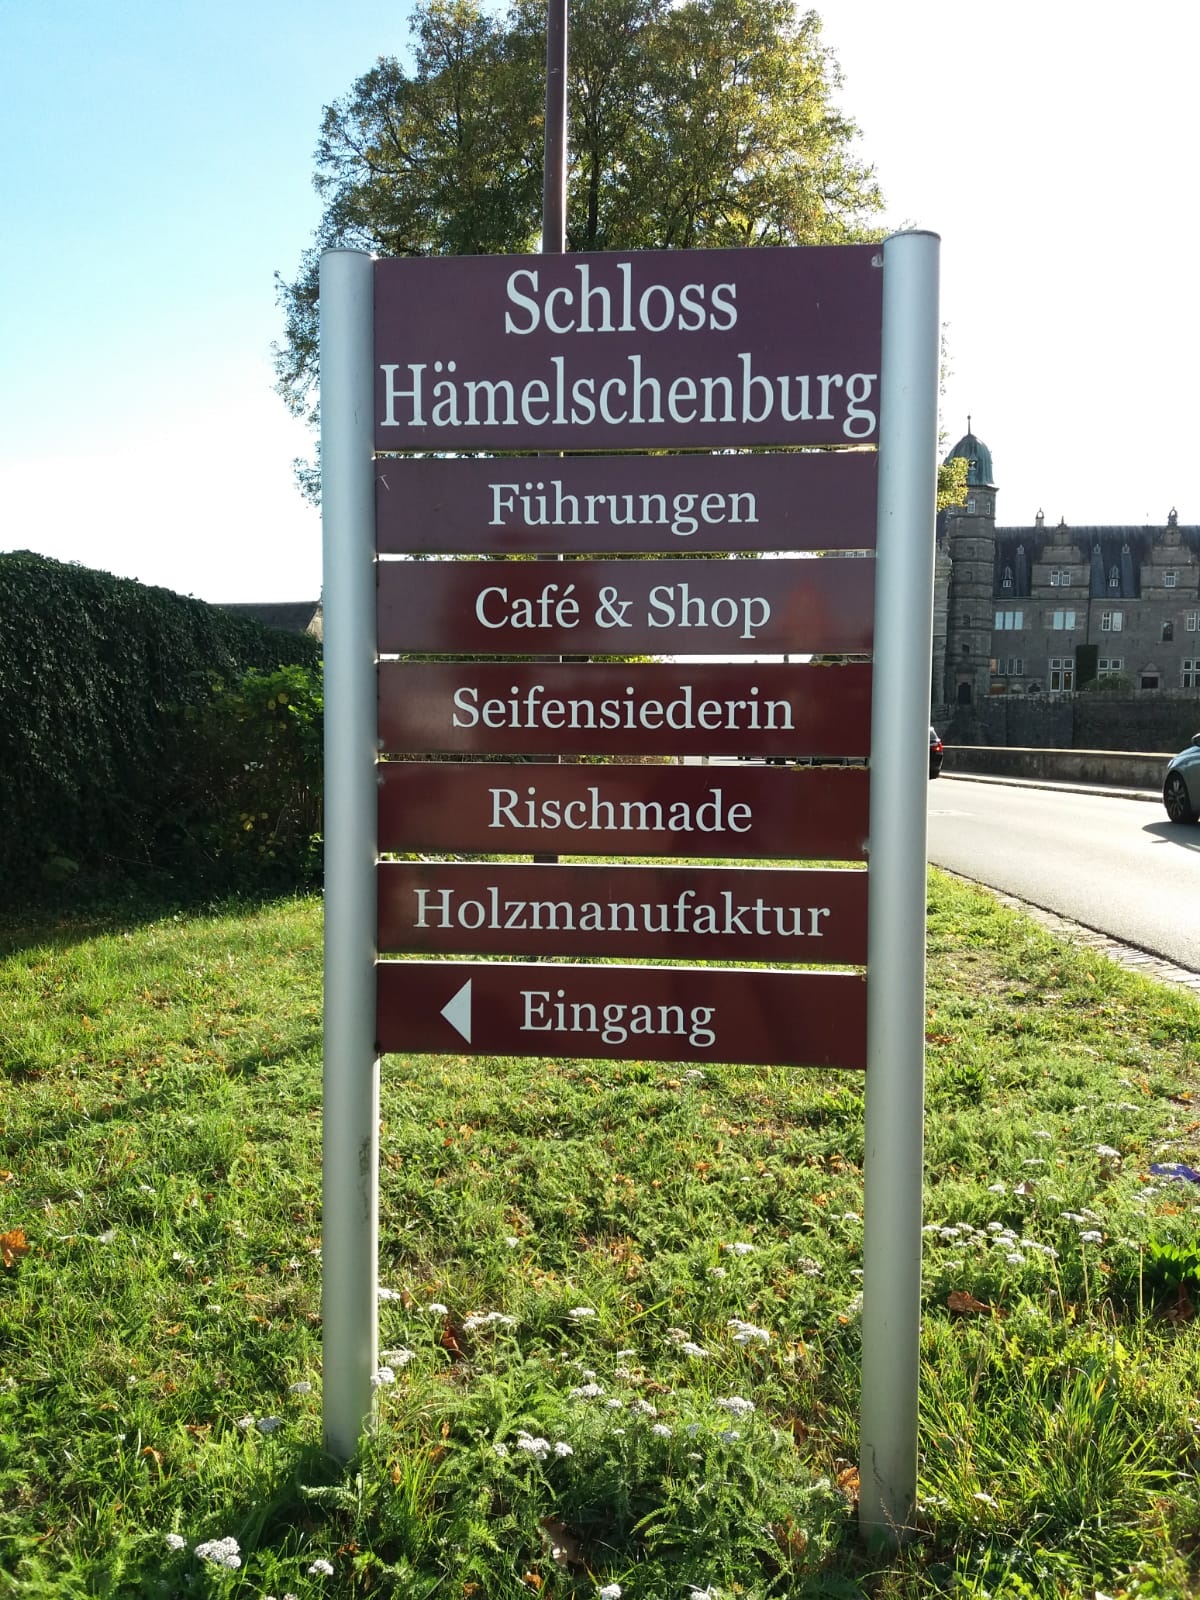 Schloss
Hämelschenburg
Führungen
Café & Shop
Seifensiederin
Rischmade
Holzmanufaktur
Eingang